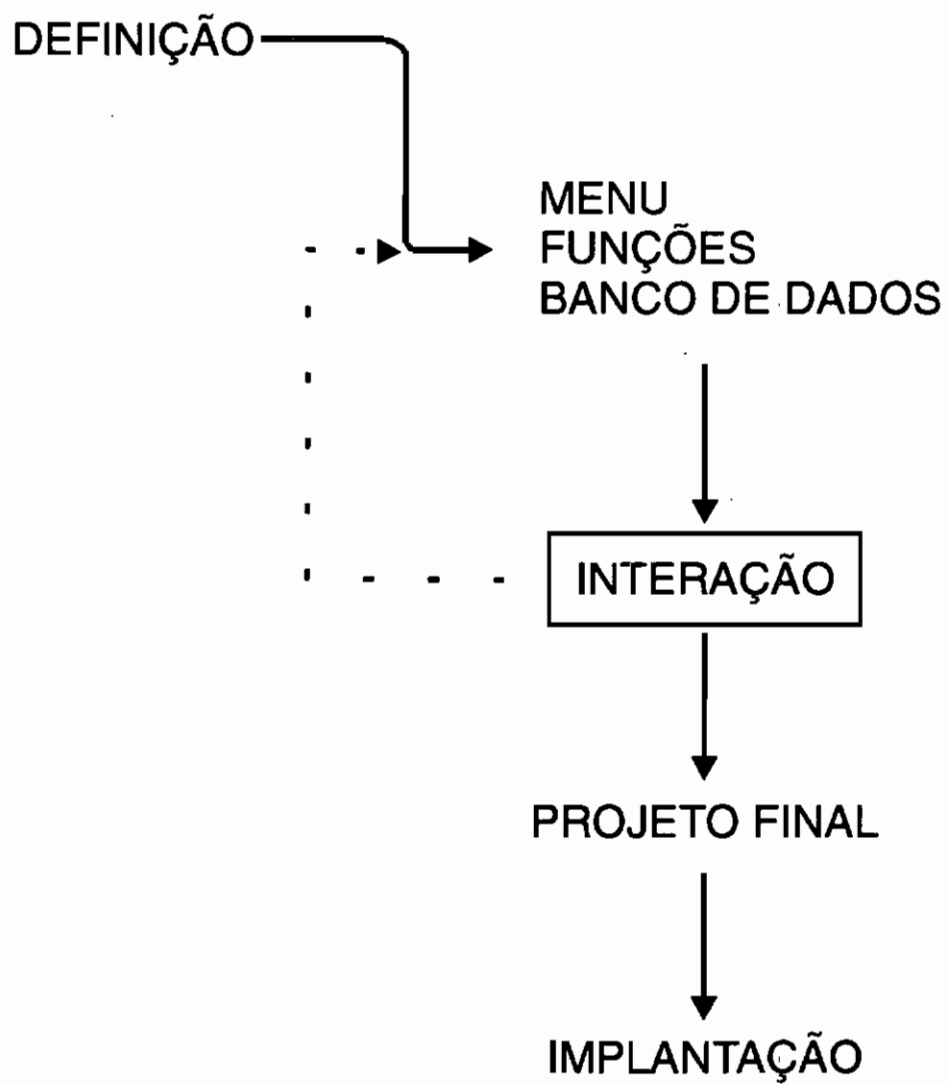 DEFINIÇÃO
MENU
FUNÇÕES
BANCO DE DADOS
INTERAÇÃO
PROJETO FINAL
IMPLANTAÇÃO